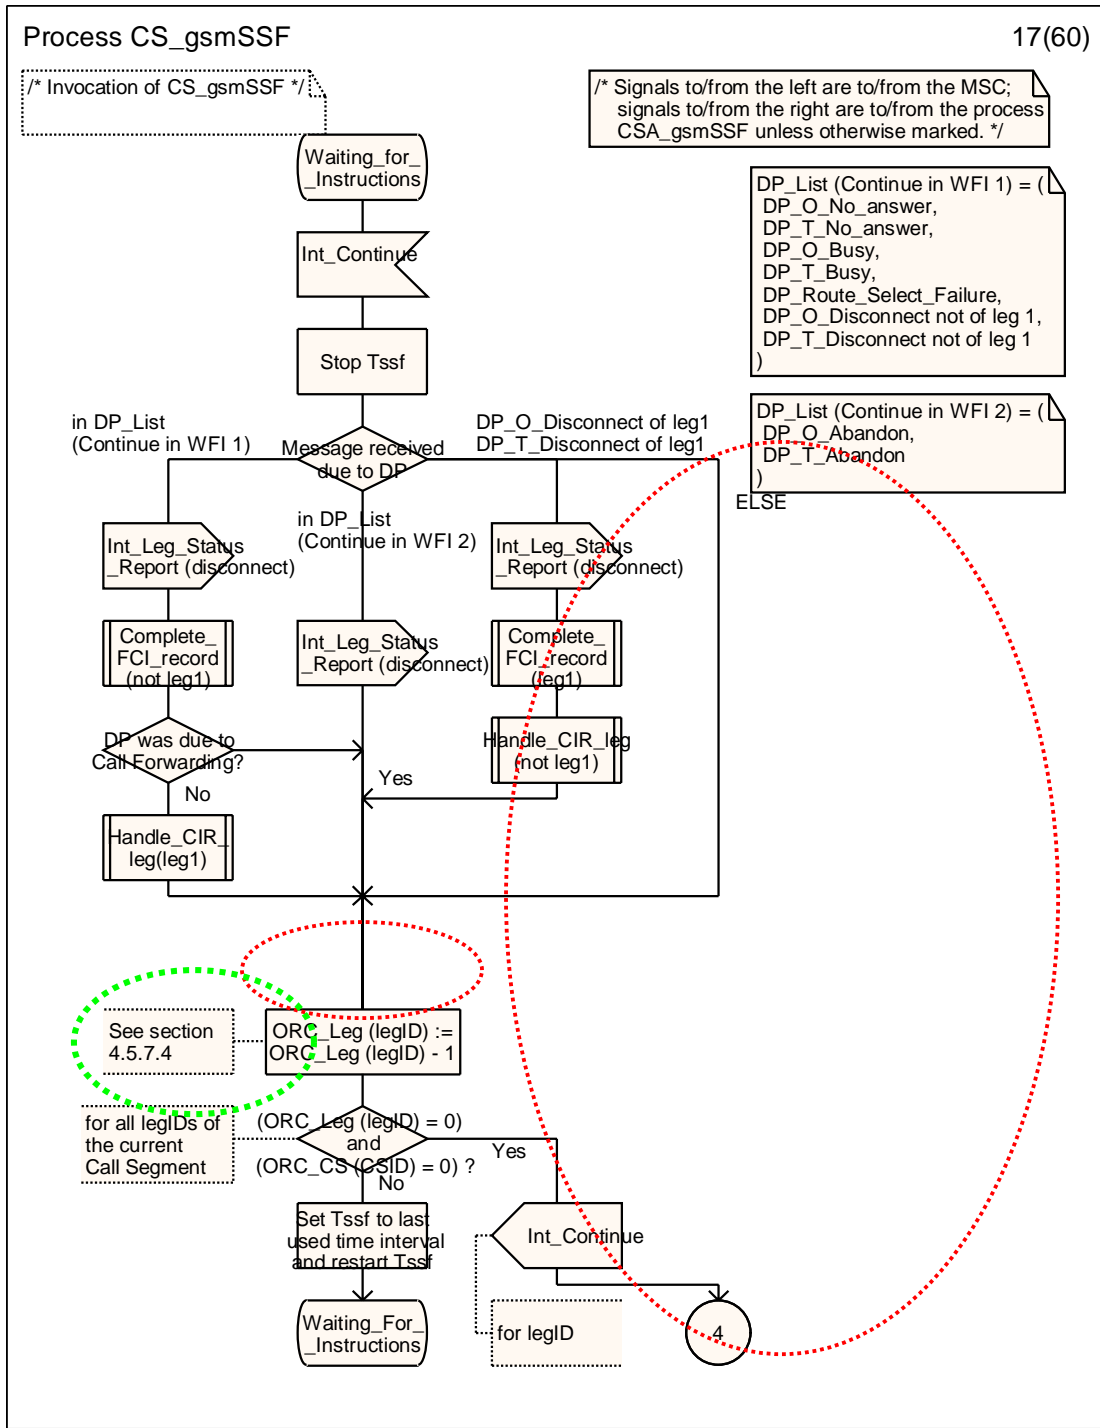 Process CS_gsmSSF
17(60)
/* Invocation of CS_gsmSSF */
/* Signals to/from the left are to/from the MSC;
signals to/from the right are to/from the process
CSA_gsmSSF unless otherwise marked. */
Waiting_for_
_Instructions
DP_List (Continue in WFI 1) = (
DP_O_No_answer,
DP_T_No_answer,
DP_O_Busy,
DP_T_Busy,
DP_Route_Select_Failure,
DP_O_Disconnect not of leg 1,
DP_T_Disconnect not of leg 1
)
Int_Continue
Stop Tssf
DP_List (Continue in WFI 2) = (
DP_O_Abandon,
DP_T_Abandon
)
in DP_List
(Continue in WFI 1)
Message received
due to DP
DP_O_Disconnect of leg1
DP_T_Disconnect of leg1
ELSE
in DP_List
(Continue in WFI 2)
Int_Leg_Status
_Report (disconnect)
Int_Leg_Status
_Report (disconnect)
Complete_
FCI_record
(not leg1)
Int_Leg_Status
_Report (disconnect)
Complete_
FCI_record
(leg1)
DP was due to
Call Forwarding?
Handle_CIR_leg
(not leg1)
Yes
No
Handle_CIR_
leg(leg1)
See section
4.5.7.4
ORC_Leg (legID) :=
ORC_Leg (legID) - 1
for all legIDs of
the current
Call Segment
(ORC_Leg (legID) = 0)
and
(ORC_CS (CSID) = 0) ?
Yes
No
Set Tssf to last
used time interval
and restart Tssf
Int_Continue
Waiting_For_
_Instructions
for legID
4